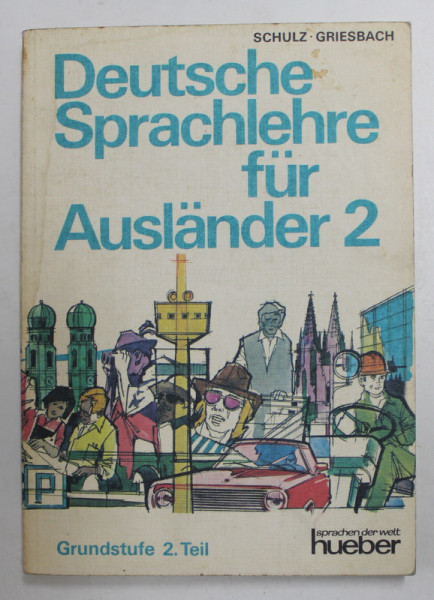 SCHULZ · GRIESBACH
Deutsche
Sprachlehre
für
Ausländer 2
P
Grundstufe 2. Teil
sprachen der welt
hueber